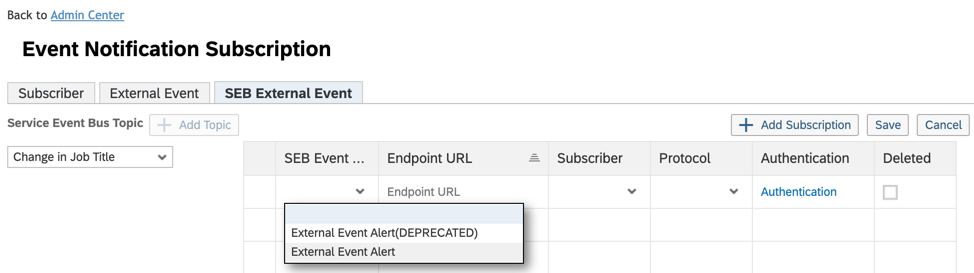 Back to Admin Center
Event Notification Subscription
Subscriber External Event SEB External Event
Service Event Bus Topic Add Topic Add Subscription Save Cancel
Change in Job Title
SEB Event ... Endpoint URL Subscriber Protocol Authentication Deleted
Endpoint URL Authentication
External Event Alert(DEPRECATED)
External Event Alert